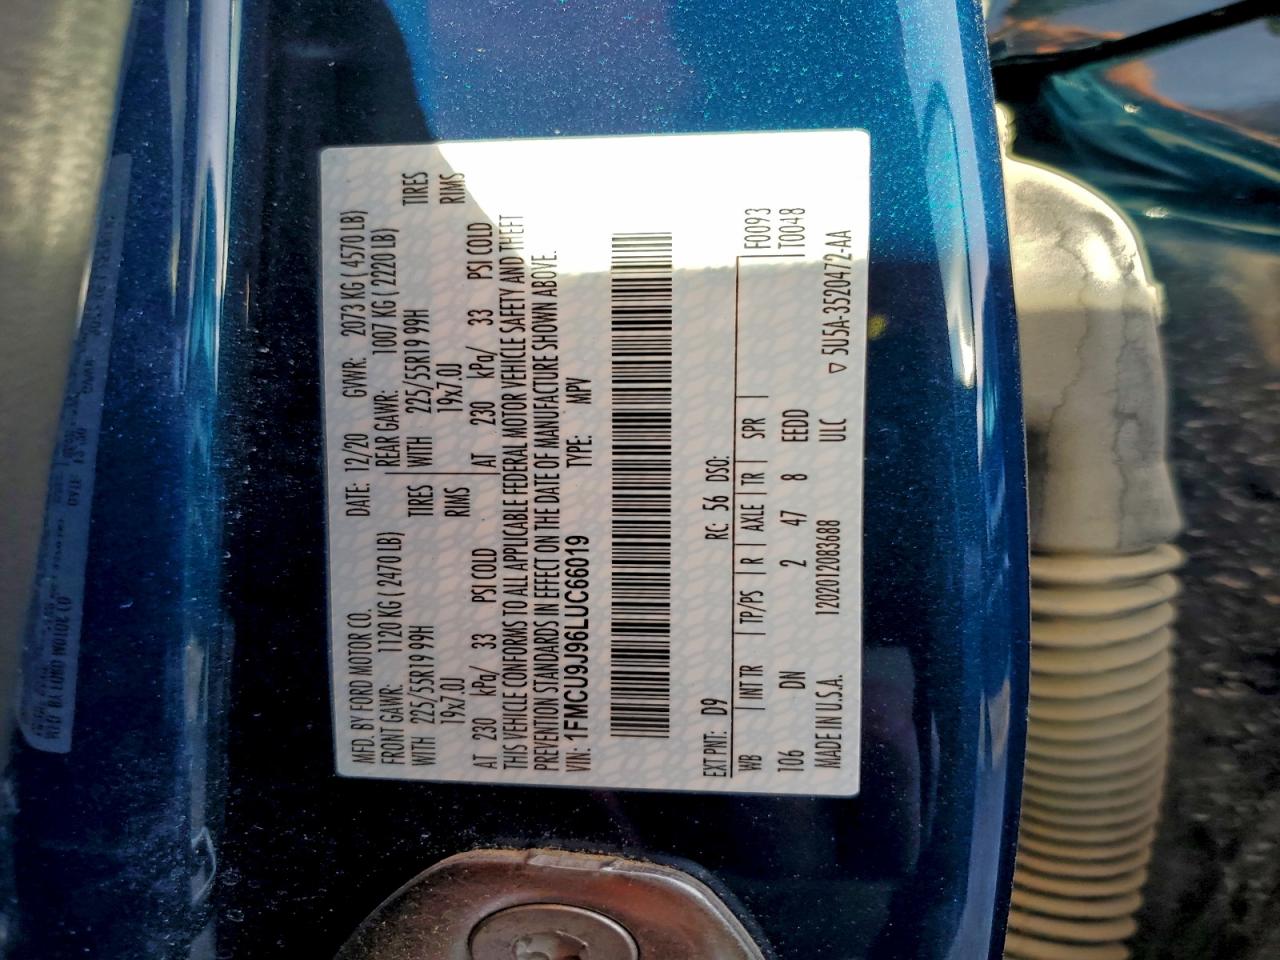 MFD. BY FORD MOTOR CO.
DATE: 12/20 GVWR: 2073 KG ( 4570 LB)
FRONT GAWR: 1120 KG ( 2470 LB) REAR GAWR: 1007 KG ( 2220 LB)
WITH 225/55R19 99H TIRES WITH 225/55R19 99H TIRES
19x7.0J RIMS 19x7.0J RIMS
AT 230 kPa/ 33 PSI COLD AT 230 kPa/ 33 PSI COLD
THIS VEHICLE CONFORMS TO ALL APPLICABLE FEDERAL MOTOR VEHICLE SAFETY AND THEFT
PREVENTION STANDARDS IN EFFECT ON THE DATE OF MANUFACTURE SHOWN ABOVE.
VIN: 1FMCU9J96LUC66019 TYPE: MPV
EXT PNT: D9 RC: 56 DSO:
WB | INT TR | TP/PS | R | AXLE | TR | SPR | F0093
106 DN 2 47 8 EEDD T0048
MADE IN U.S.A. 1202012083688 ULC ▽ 5U5A-3520472-AA